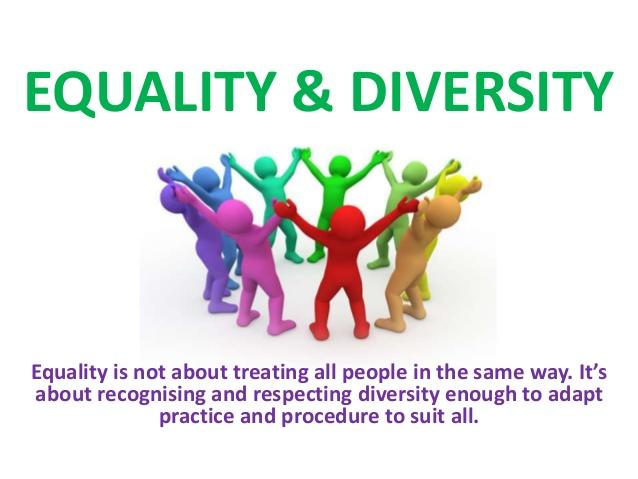 EQUALITY & DIVERSITY
Equality is not about treating all people in the same way. It’s
about recognising and respecting diversity enough to adapt
practice and procedure to suit all.